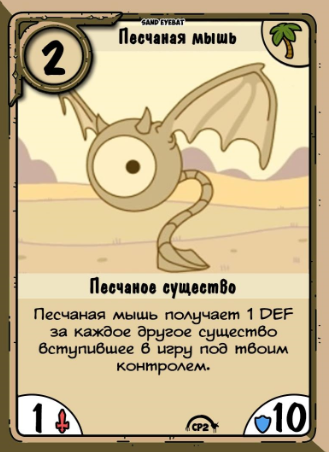 SAND EYEBAT
2
Песчаная мышь
Песчаное существо
Песчаная мышь получает 1 DEF
за каждое другое существо
вступившее в игру под твоим
контролем.
1
CP2
10